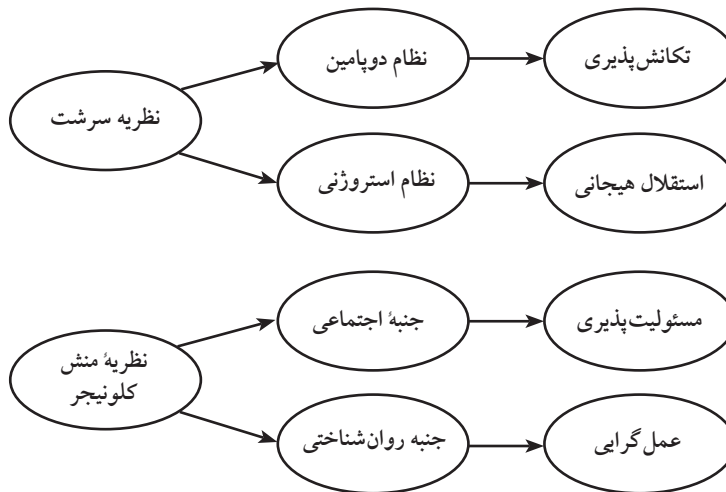 نظریه سرشت
نظام دوپامین
تکانش‌پذیری
نظام استروژنی
استقلال هیجانی
نظریهٔ منش
کلونیجر
جنبهٔ اجتماعی
مسئولیت‌پذیری
جنبه روان‌شناختی
عمل‌گرایی